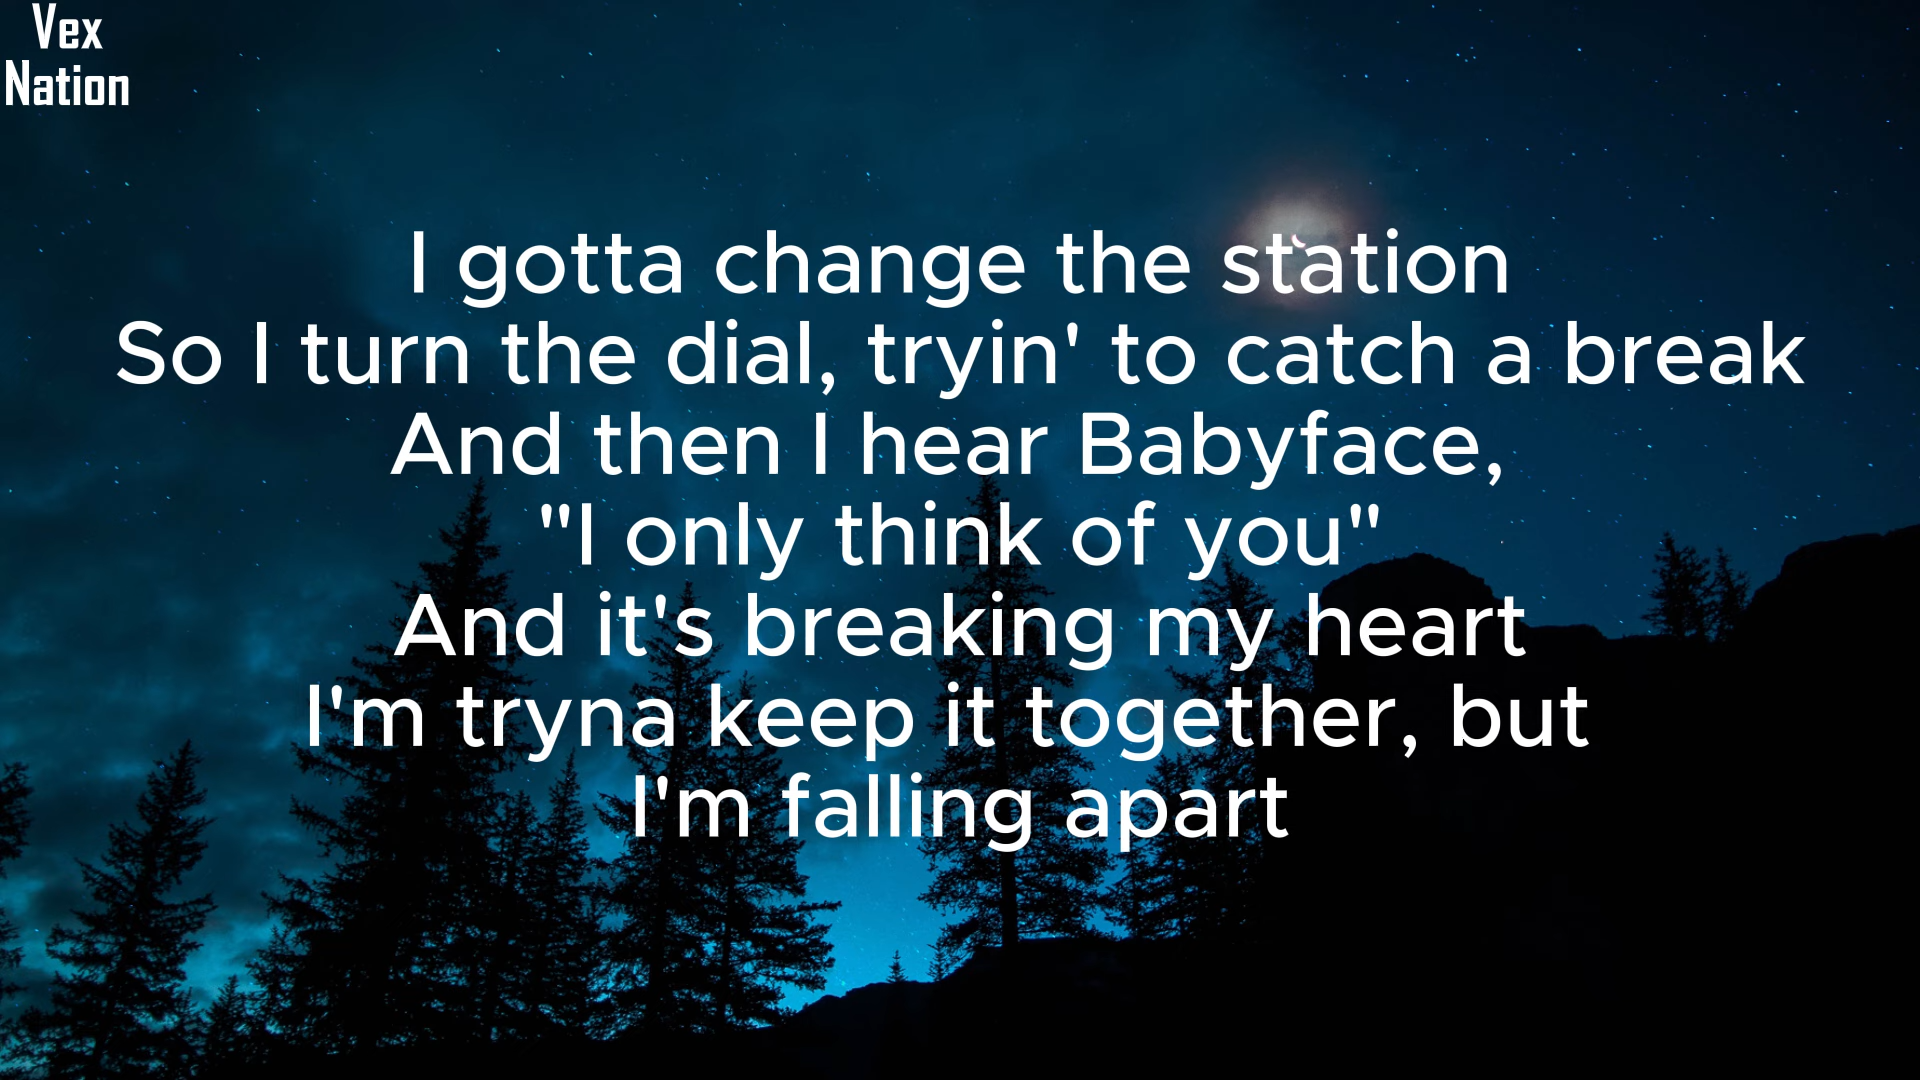 Vex
Nation
I gotta change the station
So I turn the dial, tryin' to catch a break
And then I hear Babyface,
"I only think of you"
And it's breaking my heart
I'm tryna keep it together, but
I'm falling apart